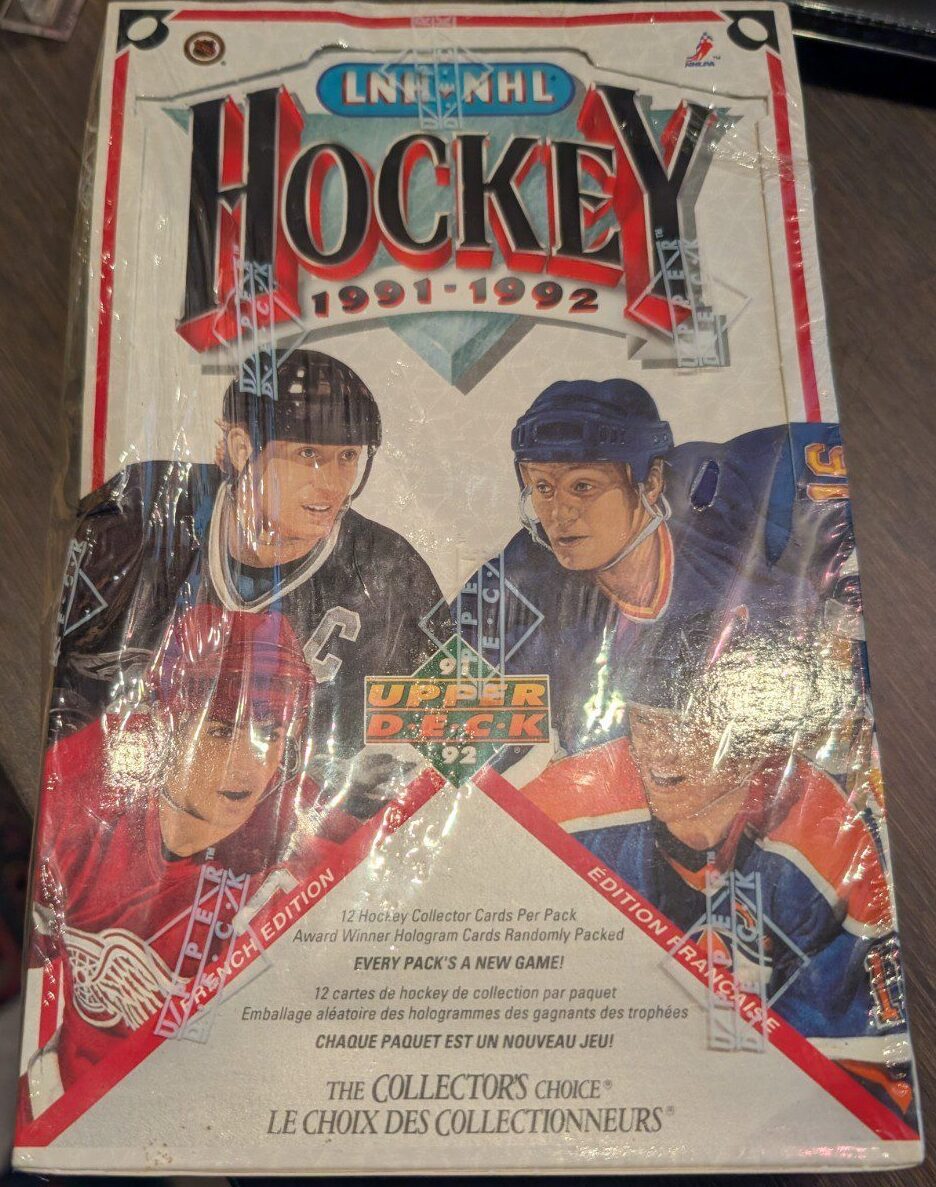 LNH·NHL
NHLPA
HOCKEY
1991-1992
C
91
UPPER
D·E·C·K
92
FRENCH EDITION
ÉDITION FRANÇAISE
12 Hockey Collector Cards Per Pack
Award Winner Hologram Cards Randomly Packed
EVERY PACK'S A NEW GAME!
12 cartes de hockey de collection par paquet
Emballage aléatoire des hologrammes des gagnants des trophées
CHAQUE PAQUET EST UN NOUVEAU JEU!
THE COLLECTOR'S CHOICE®
LE CHOIX DES COLLECTIONNEURS®